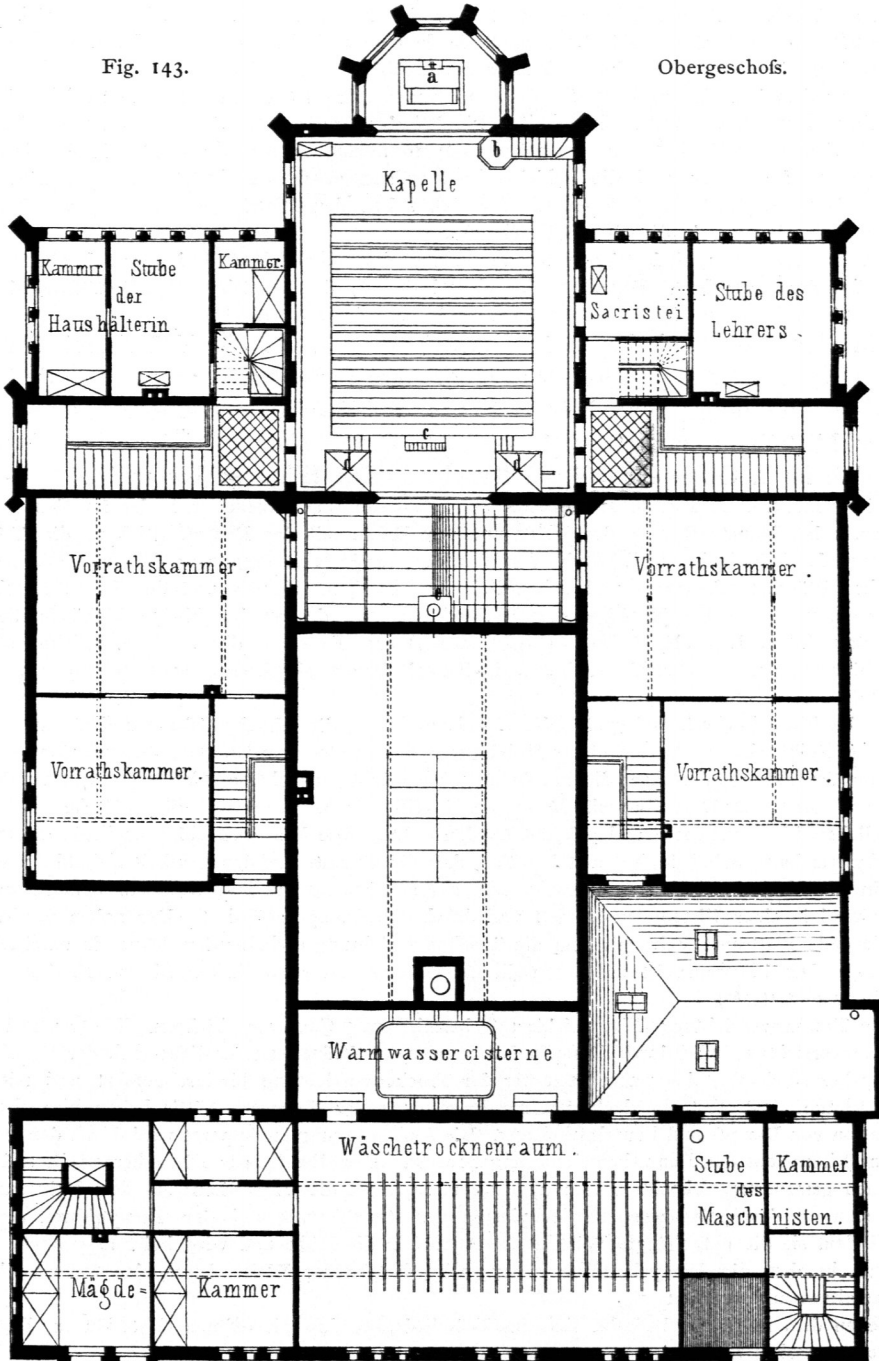 Fig. 143.
Obergeschoſs.
a
b
Kapelle
Kammer
Stube
der
Haushälterin
Kammer.
Sacristei
Stube des
Lehrers.
c
d
d
Vorrathskammer.
Vorrathskammer.
e
Vorrathskammer.
Vorrathskammer.
Warmwassercisterne
Wäschetrocknenraum.
Stube
des
Maschinisten.
Kammer
Mägde=
Kammer